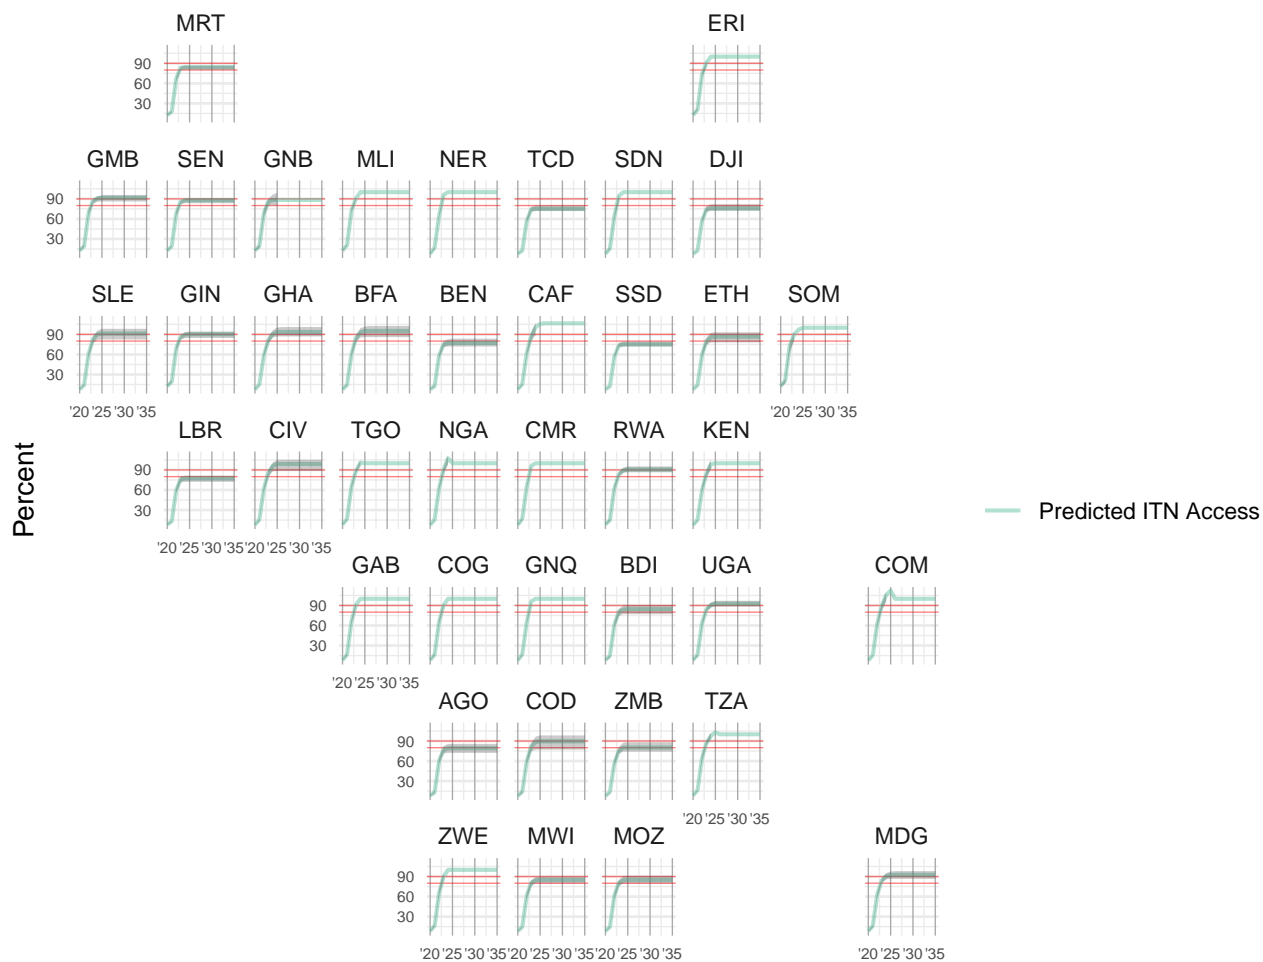 MRT ERI
90
60
30
GMB SEN GNB MLI NER TCD SDN DJI
90
60
30
SLE GIN GHA BFA BEN CAF SSD ETH SOM
90
60
30
'20 '25 '30 '35 '20 '25 '30 '35
LBR CIV TGO NGA CMR RWA KEN
90
60
30
'20 '25 '30 '35 '20 '25 '30 '35
Percent
Predicted ITN Access
GAB COG GNQ BDI UGA COM
90
60
30
'20 '25 '30 '35
AGO COD ZMB TZA
90
60
30
'20 '25 '30 '35
ZWE MWI MOZ MDG
90
60
30
'20 '25 '30 '35 '20 '25 '30 '35 '20 '25 '30 '35 '20 '25 '30 '35